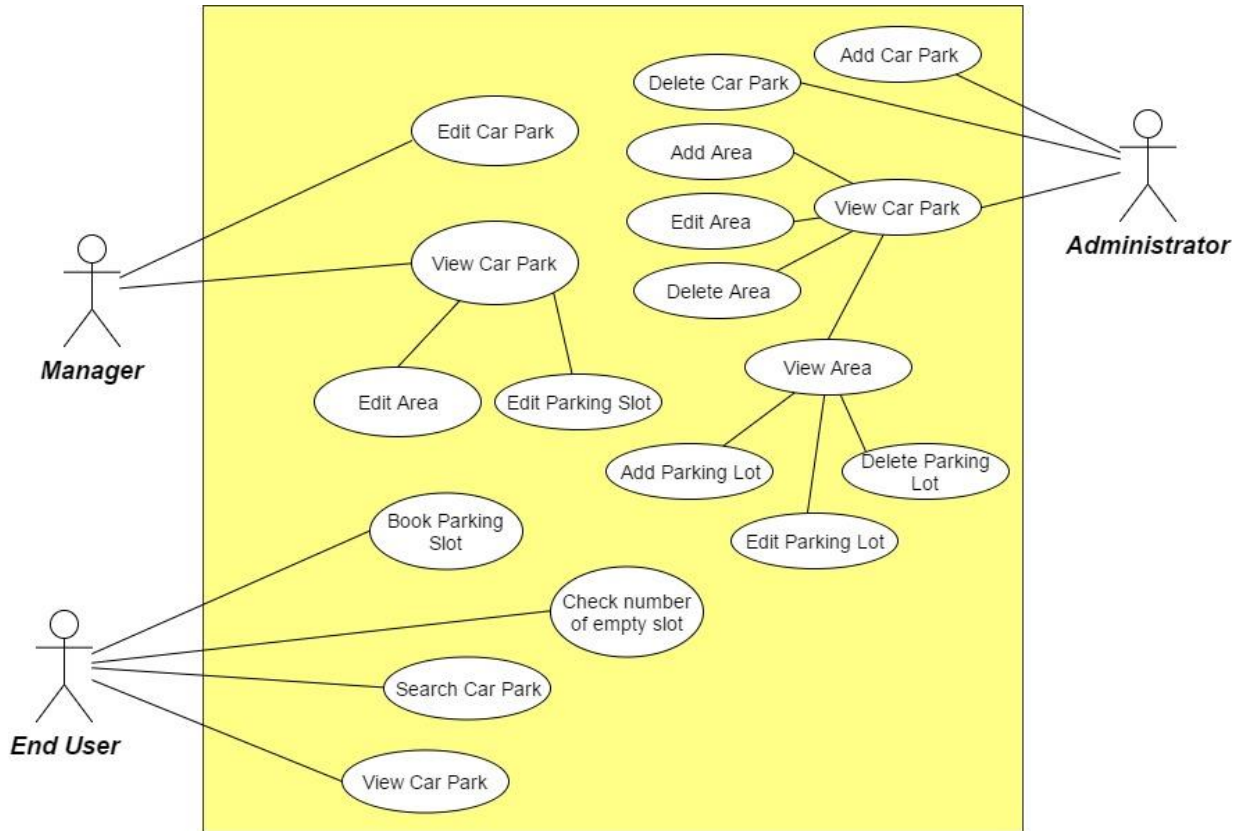 Add Car Park
Delete Car Park
Edit Car Park
Add Area
View Car Park
Edit Area
Administrator
View Car Park
Delete Area
Manager
View Area
Edit Area
Edit Parking Slot
Add Parking Lot
Delete Parking
Lot
Book Parking
Slot
Edit Parking Lot
Check number
of empty slot
Search Car Park
End User
View Car Park